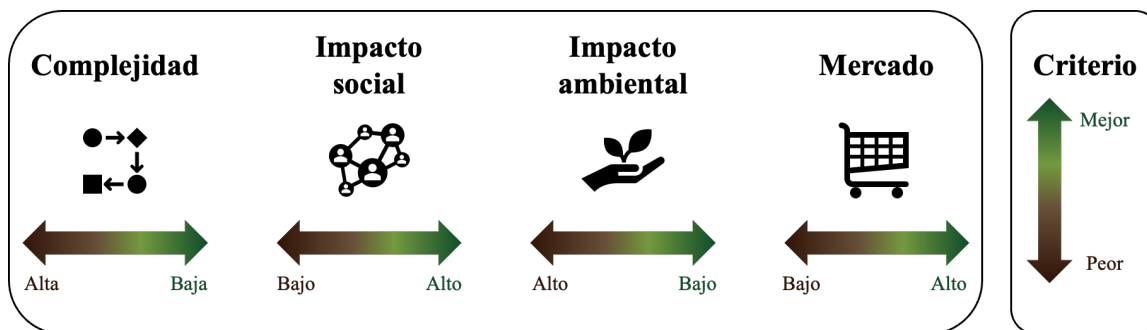 Complejidad
Impacto
social
Impacto
ambiental
Mercado
Criterio
Alta
Baja
Bajo
Alto
Alto
Bajo
Bajo
Alto
Mejor
Peor